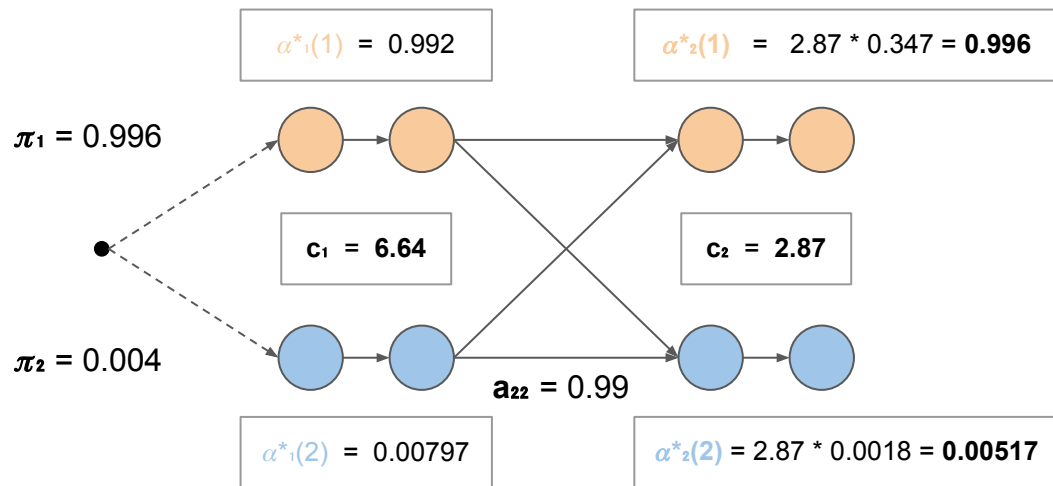 α*₁(1) = 0.992
α*₂(1) = 2.87 * 0.347 = 0.996
π₁ = 0.996
c₁ = 6.64
c₂ = 2.87
π₂ = 0.004
a₂₂ = 0.99
α*₁(2) = 0.00797
α*₂(2) = 2.87 * 0.0018 = 0.00517